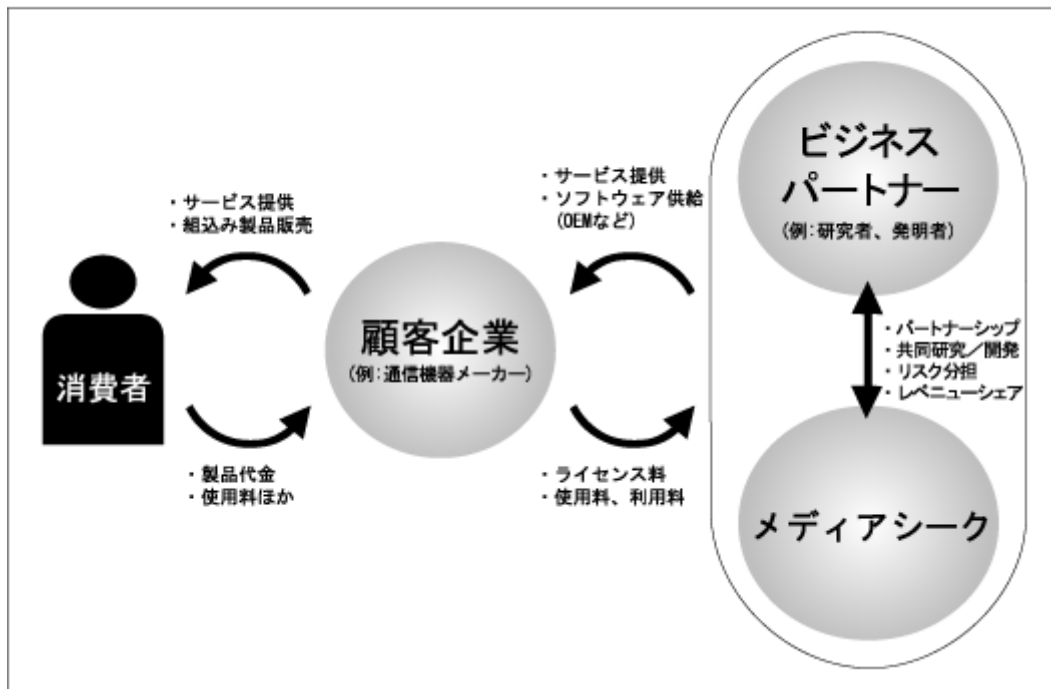 ビジネス
パートナー
(例:研究者、発明者)
・サービス提供
・ソフトウェア供給
(OEMなど)
・サービス提供
・組込み製品販売
顧客企業
(例:通信機器メーカー)
消費者
・パートナーシップ
・共同研究／開発
・リスク分担
・レベニューシェア
・製品代金
・使用料ほか
・ライセンス料
・使用料、利用料
メディアシーク